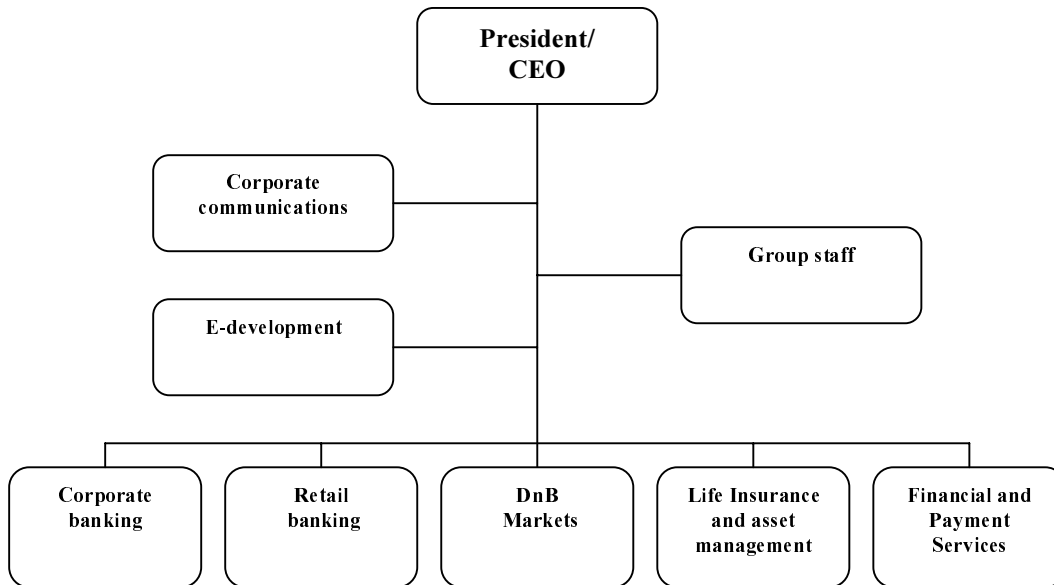 President/
CEO
Corporate
communications
Group staff
E-development
Corporate
banking
Retail
banking
DnB
Markets
Life Insurance
and asset
management
Financial and
Payment
Services